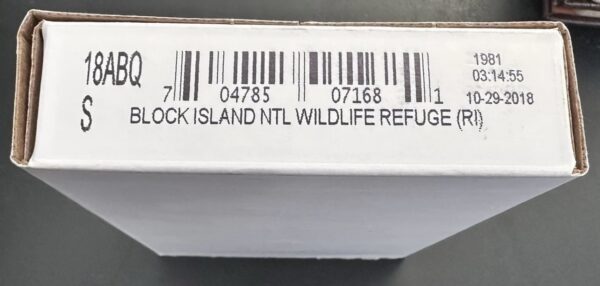 18ABQ
S
7 04785 07168 1
1981
03:14:55
10-29-2018
BLOCK ISLAND NTL WILDLIFE REFUGE (RI)